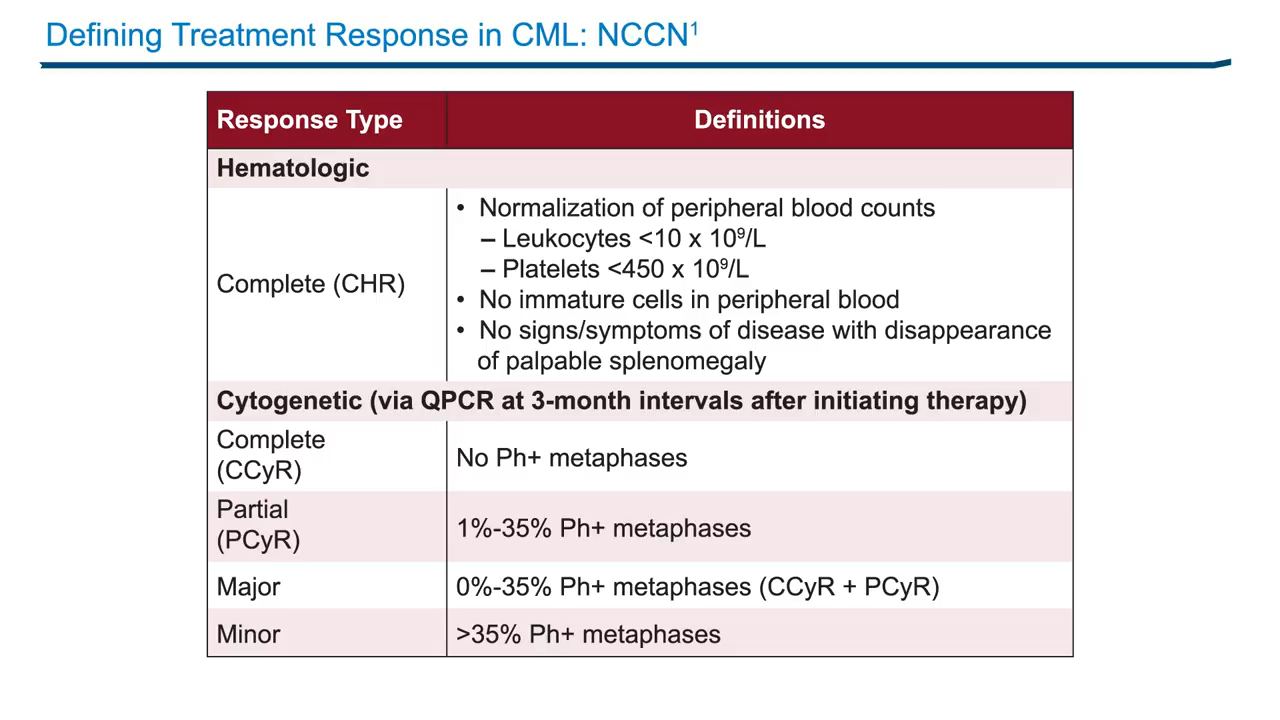 Defining Treatment Response in CML: NCCN¹
Response Type
Definitions
Hematologic
Complete (CHR)
• Normalization of peripheral blood counts
– Leukocytes <10 x 10⁹/L
– Platelets <450 x 10⁹/L
• No immature cells in peripheral blood
• No signs/symptoms of disease with disappearance
of palpable splenomegaly
Cytogenetic (via QPCR at 3-month intervals after initiating therapy)
Complete
(CCyR)
No Ph+ metaphases
Partial
(PCyR)
1%-35% Ph+ metaphases
Major
0%-35% Ph+ metaphases (CCyR + PCyR)
Minor
>35% Ph+ metaphases